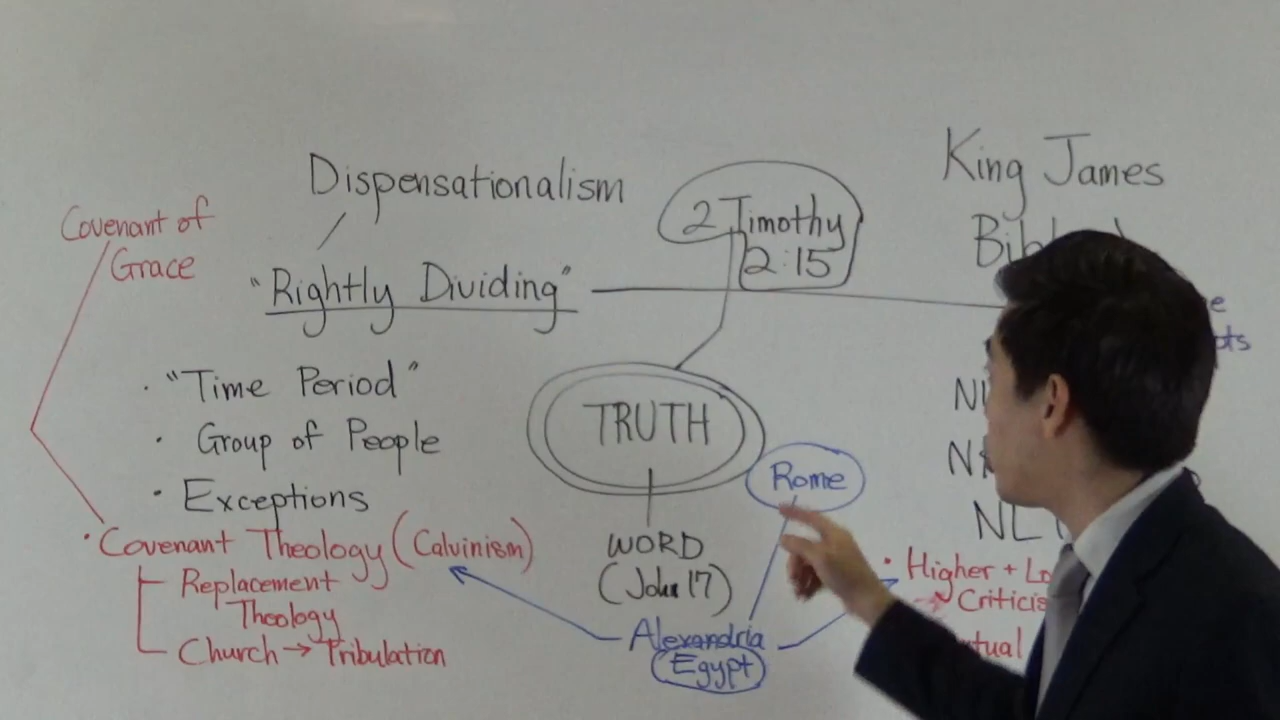 Dispensationalism
"Rightly Dividing"
Covenant of
Grace
· "Time Period"
· Group of People
· Exceptions
· Covenant Theology (Calvinism)
Replacement
Theology
Church → Tribulation
2 Timothy
2:15
TRUTH
WORD
(John 17)
Rome
Alexandria
Egypt
King James
· Higher +
→